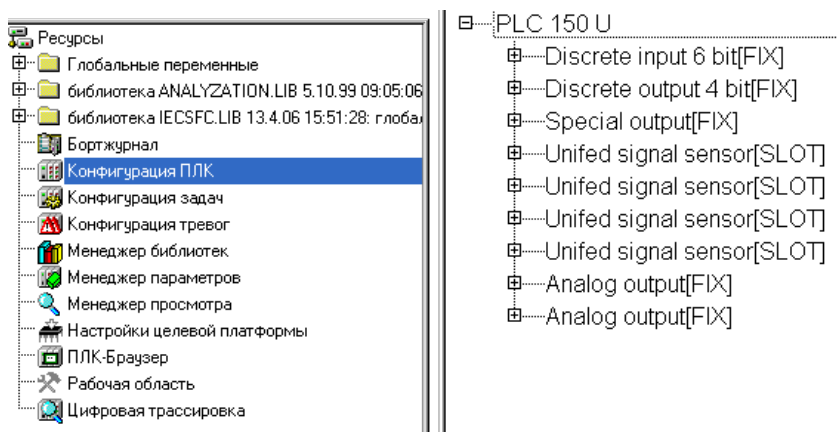 Ресурсы
Глобальные переменные
библиотека ANALYZATION.LIB 5.10.99 09:05:06
библиотека IECSFC.LIB 13.4.06 15:51:28: глоба
Бортжурнал
Конфигурация ПЛК
Конфигурация задач
Конфигурация тревог
Менеджер библиотек
Менеджер параметров
Менеджер просмотра
Настройки целевой платформы
ПЛК-Браузер
Рабочая область
Цифровая трассировка
PLC 150 U
Discrete input 6 bit[FIX]
Discrete output 4 bit[FIX]
Special output[FIX]
Unifed signal sensor[SLOT]
Unifed signal sensor[SLOT]
Unifed signal sensor[SLOT]
Unifed signal sensor[SLOT]
Analog output[FIX]
Analog output[FIX]